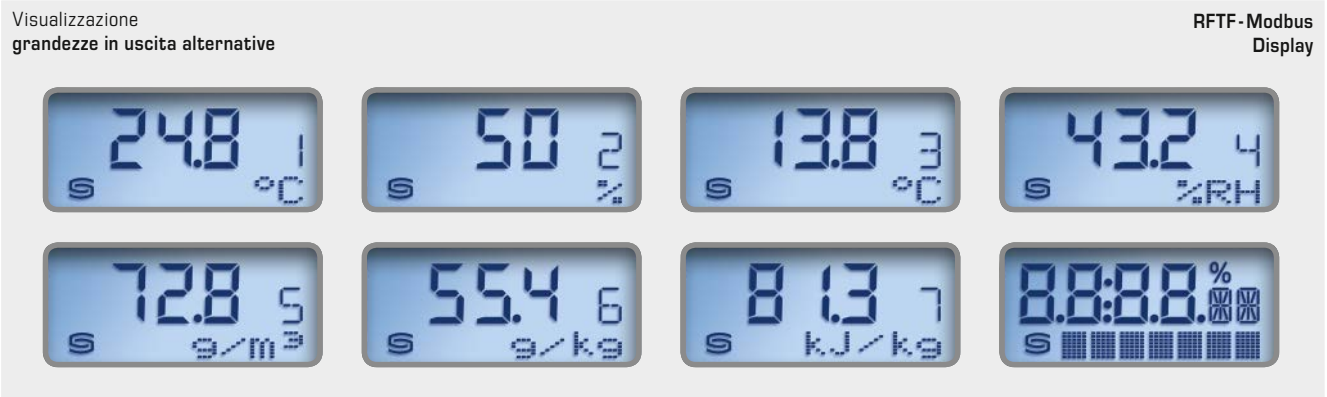 Visualizzazione
grandezze in uscita alternative
RFTF-Modbus
Display
24.8 1
°C
50 2
%
13.8 3
°C
43.2 4
%RH
72.8 5
g/m³
55.4 6
g/kg
81.3 7
kJ/kg
8.8:8.8.%